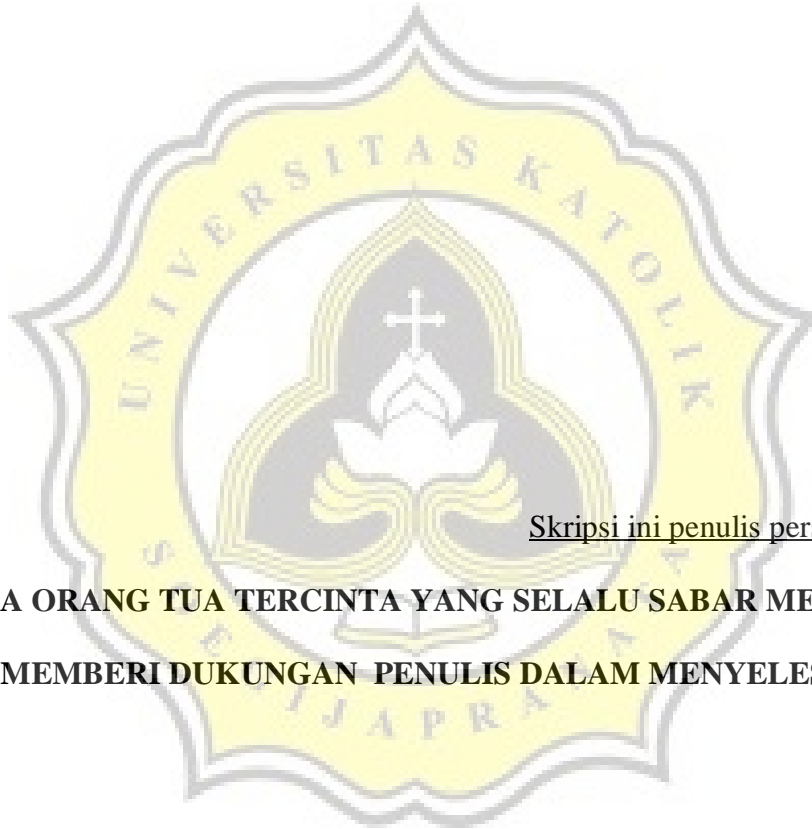 UNIVERSITAS KATOLIK
SOEGIJAPRANATA
Skripsi ini penulis per
A ORANG TUA TERCINTA YANG SELALU SABAR ME
MEMBERI DUKUNGAN PENULIS DALAM MENYELES